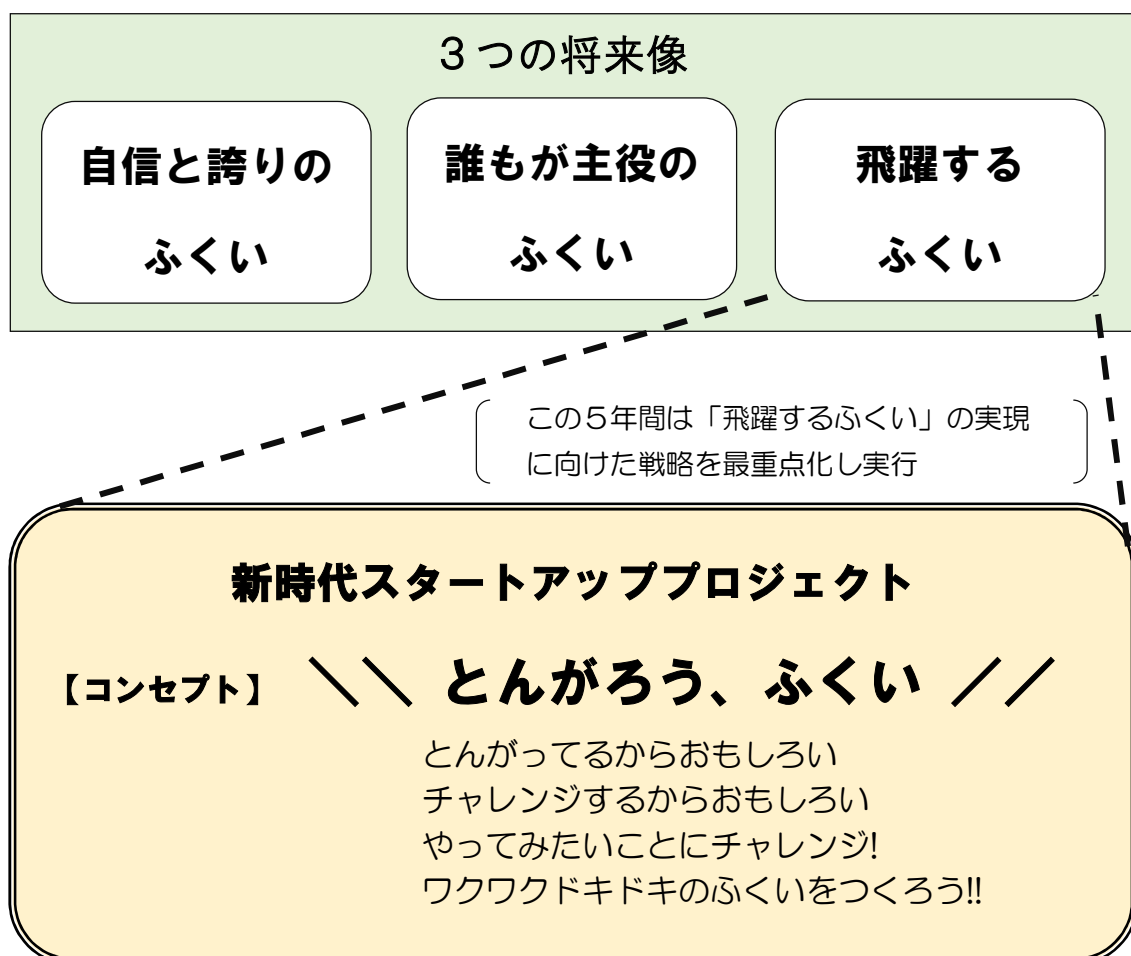 3つの将来像
自信と誇りの
ふくい
誰もが主役の
ふくい
飛躍する
ふくい
この5年間は「飛躍するふくい」の実現
に向けた戦略を最重点化し実行
新時代スタートアッププロジェクト
【コンセプト】 ＼＼ とんがろう、ふくい ／／
とんがってるからおもしろい
チャレンジするからおもしろい
やってみたいことにチャレンジ!
ワクワクドキドキのふくいをつくろう!!